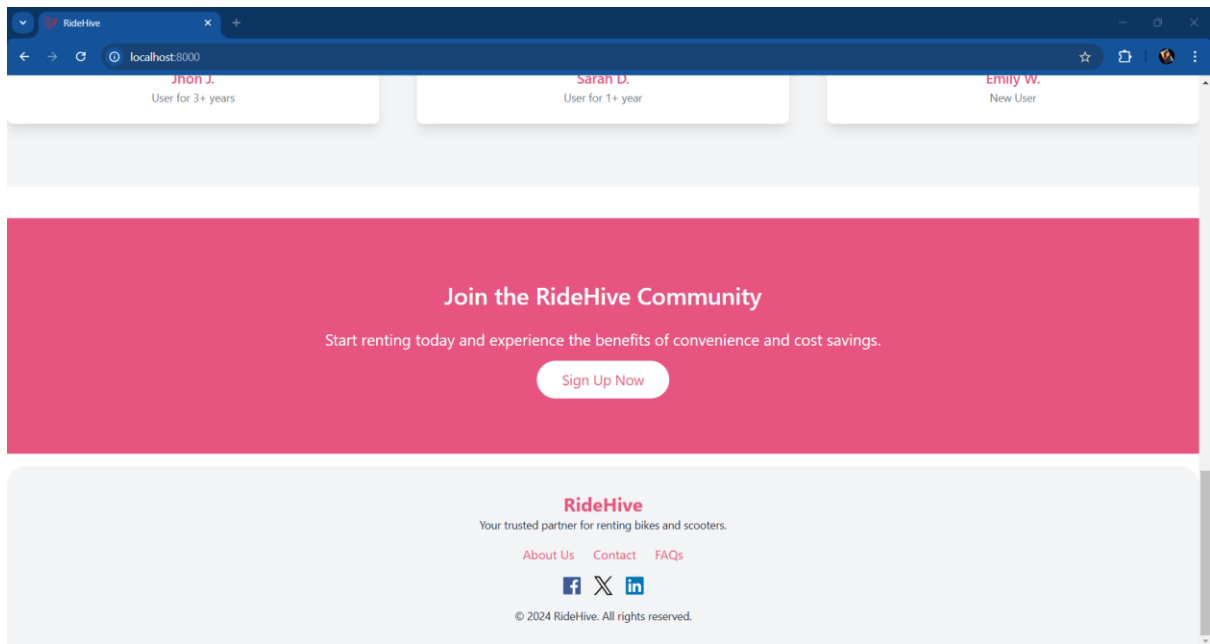 RideHive
localhost:8000
Jhon J. Sarah D. Emily W.
User for 3+ years User for 1+ year New User
Join the RideHive Community
Start renting today and experience the benefits of convenience and cost savings.
Sign Up Now
RideHive
Your trusted partner for renting bikes and scooters.
About Us Contact FAQs
© 2024 RideHive. All rights reserved.